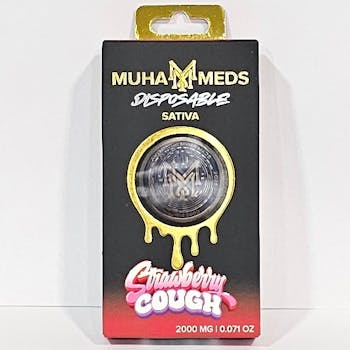 MUHA MEDS
DISPOSABLE
SATIVA
Strawberry
COUGH
2000 MG | 0.071 OZ